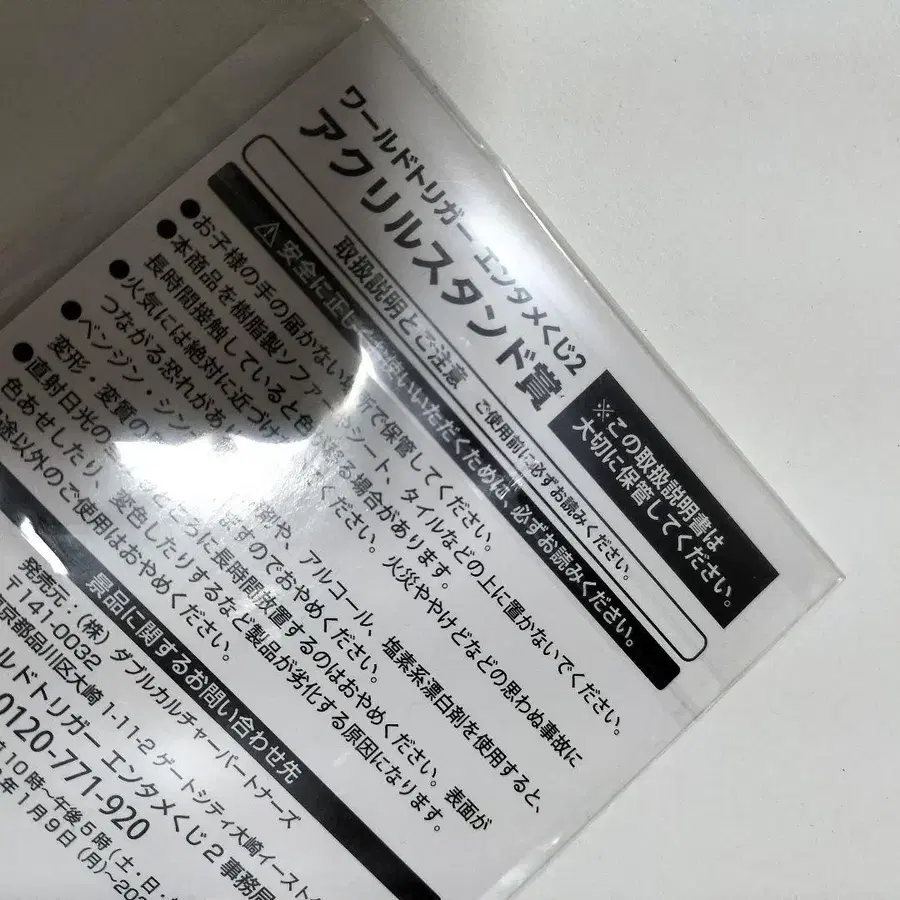 ワールドトリガー エンタメくじ2
アクリルスタンド賞
※この取扱説明書は
大切に保管してください。
取扱説明とご注意 ご使用前に必ずお読みください。
⚠安全に正しくお使いいただくために、必ずお読みください。
●お子様の手の届かない場所で保管してください。
●本商品を樹脂製ソファやシート、タイルなどの上に置かないでください。
長時間接触していると色 る場合があります。
●火気には絶対に近づけ ください。火災ややけどなどの思わぬ事故に
つながる恐れがあ ますのでおやめください。
●ベンジン・シン や、アルコール、塩素系漂白剤を使用すると、
変形・変質の
●直射日光の ところに長時間放置するのはおやめください。表面が
色あせしたり、変色したりするなど製品が劣化する原因になります。
途以外のご使用はおやめください。
景品に関するお問い合わせ先
発売元:(株)ダブルカルチャーパートナーズ
〒141-0032
京都品川区大崎1-11-2 ゲートシティ大崎イースト
ルドトリガー エンタメくじ2 事務局
0120-771-920
10時~午後5時(土・日・
年1月9日(月)~202